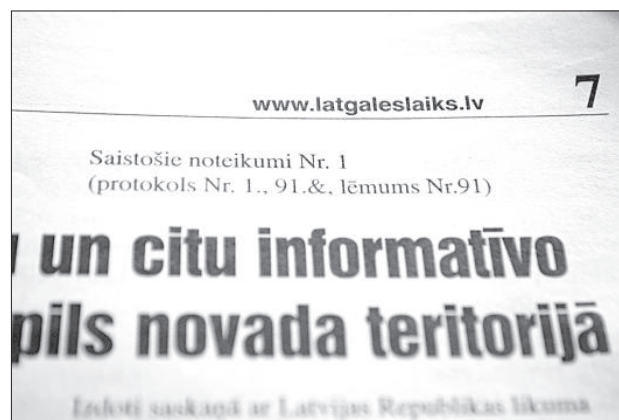 www.latgaleslaiks.lv 7
Saistošie noteikumi Nr. 1
(protokols Nr. 1., 91.&, lēmums Nr.91)
un citu informatīvo
pils novada teritorijā
Izdoti saskaņā ar Latvijas Republikas likuma